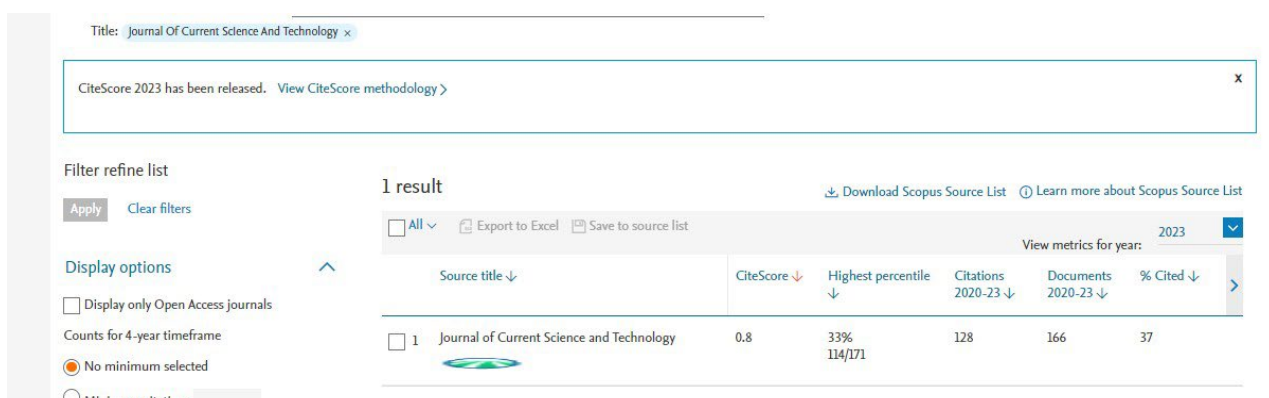 Title: Journal Of Current Science And Technology ×
CiteScore 2023 has been released. View CiteScore methodology >
x
Filter refine list
Apply Clear filters
1 result
Download Scopus Source List Learn more about Scopus Source List
All Export to Excel Save to source list
View metrics for year: 2023
Display options
Source title CiteScore Highest percentile Citations 2020-23 Documents 2020-23 % Cited
Display only Open Access journals
Counts for 4-year timeframe
No minimum selected
1 Journal of Current Science and Technology 0.8 33% 114/171 128 166 37